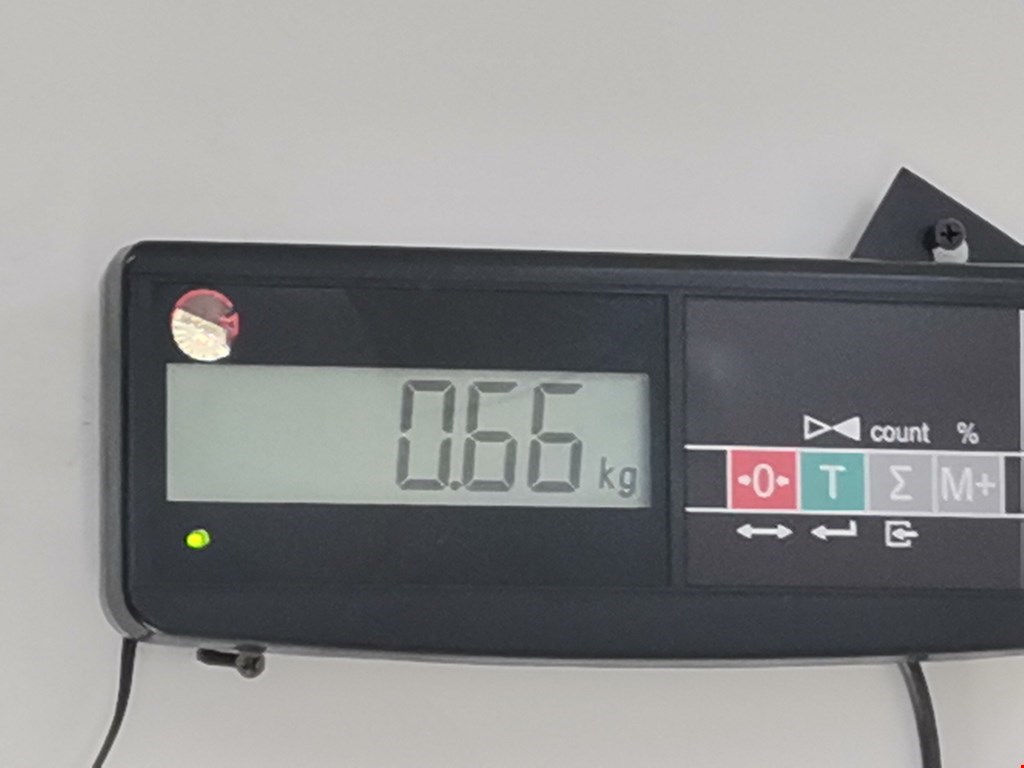 0.66 kg
count %
0 T Σ M+